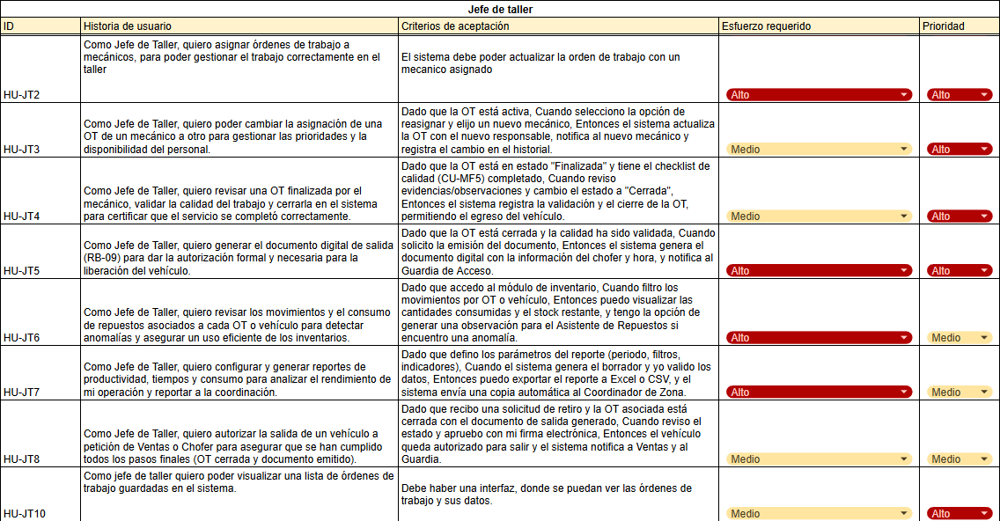 Jefe de taller
ID Historia de usuario Criterios de aceptación Esfuerzo requerido Prioridad
Como Jefe de Taller, quiero asignar órdenes de trabajo a
mecánicos, para poder gestionar el trabajo correctamente en el
taller
El sistema debe poder actualizar la orden de trabajo con un
mecanico asignado
HU-JT2 Alto Alto
Como Jefe de Taller, quiero poder cambiar la asignación de una
OT de un mecánico a otro para gestionar las prioridades y la
disponibilidad del personal.
Dado que la OT está activa, Cuando selecciono la opción de
reasignar y elijo un nuevo mecánico, Entonces el sistema actualiza
la OT con el nuevo responsable, notifica al nuevo mecánico y
registra el cambio en el historial.
HU-JT3 Medio Alto
Como Jefe de Taller, quiero revisar una OT finalizada por el
mecánico, validar la calidad del trabajo y cerrarla en el sistema
para certificar que el servicio se completó correctamente.
Dado que la OT está en estado "Finalizada" y tiene el checklist de
calidad (CU-MF5) completado, Cuando reviso
evidencias/observaciones y cambio el estado a "Cerrada",
Entonces el sistema registra la validación y el cierre de la OT,
permitiendo el egreso del vehículo.
HU-JT4 Medio Alto
Como Jefe de Taller, quiero generar el documento digital de salida
(RB-09) para dar la autorización formal y necesaria para la
liberación del vehículo.
Dado que la OT está cerrada y la calidad ha sido validada, Cuando
solicito la emisión del documento, Entonces el sistema genera el
documento digital con la información del chofer y hora, y notifica al
Guardia de Acceso.
HU-JT5 Alto Alto
Como Jefe de Taller, quiero revisar los movimientos y el consumo
de repuestos asociados a cada OT o vehículo para detectar
anomalías y asegurar un uso eficiente de los inventarios.
Dado que accedo al módulo de inventario, Cuando filtro los
movimientos por OT o vehículo, Entonces puedo visualizar las
cantidades consumidas y el stock restante, y tengo la opción de
generar una observación para el Asistente de Repuestos si
encuentro una anomalía.
HU-JT6 Alto Medio
Como Jefe de Taller, quiero configurar y generar reportes de
productividad, tiempos y consumo para analizar el rendimiento de
mi operación y reportar a la coordinación.
Dado que defino los parámetros del reporte (periodo, filtros,
indicadores), Cuando el sistema genera el borrador y yo valido los
datos, Entonces puedo exportar el reporte a Excel o CSV, y el
sistema envía una copia automática al Coordinador de Zona.
HU-JT7 Alto Medio
Como Jefe de Taller, quiero autorizar la salida de un vehículo a
petición de Ventas o Chofer para asegurar que se han cumplido
todos los pasos finales (OT cerrada y documento emitido).
Dado que recibo una solicitud de retiro y la OT asociada está
cerrada con el documento de salida generado, Cuando reviso el
estado y apruebo con mi firma electrónica, Entonces el vehículo
queda autorizado para salir y el sistema notifica a Ventas y al
Guardia.
HU-JT8 Medio Medio
Como jefe de taller quiero poder visualizar una lista de órdenes de
trabajo guardadas en el sistema.
Debe haber una interfaz, donde se puedan ver las órdenes de
trabajo y sus datos.
HU-JT10 Medio Alto